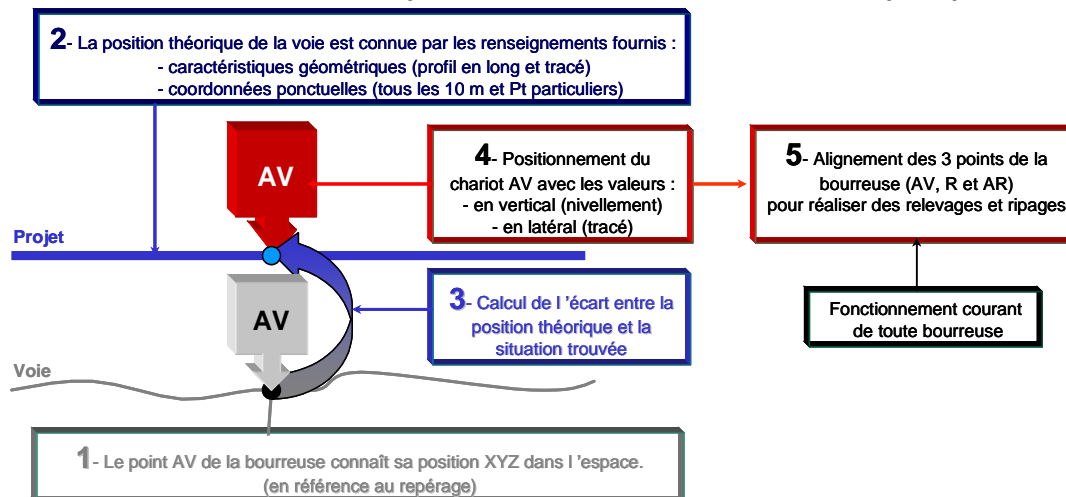 2- La position théorique de la voie est connue par les renseignements fournis :
- caractéristiques géométriques (profil en long et tracé)
- coordonnées ponctuelles (tous les 10 m et Pt particuliers)
AV
4- Positionnement du
chariot AV avec les valeurs :
- en vertical (nivellement)
- en latéral (tracé)
5- Alignement des 3 points de la
bourreuse (AV, R et AR)
pour réaliser des relevages et ripages
Projet
AV
3- Calcul de l 'écart entre la
position théorique et la
situation trouvée
Fonctionnement courant
de toute bourreuse
Voie
1- Le point AV de la bourreuse connaît sa position XYZ dans l 'espace.
(en référence au repérage)